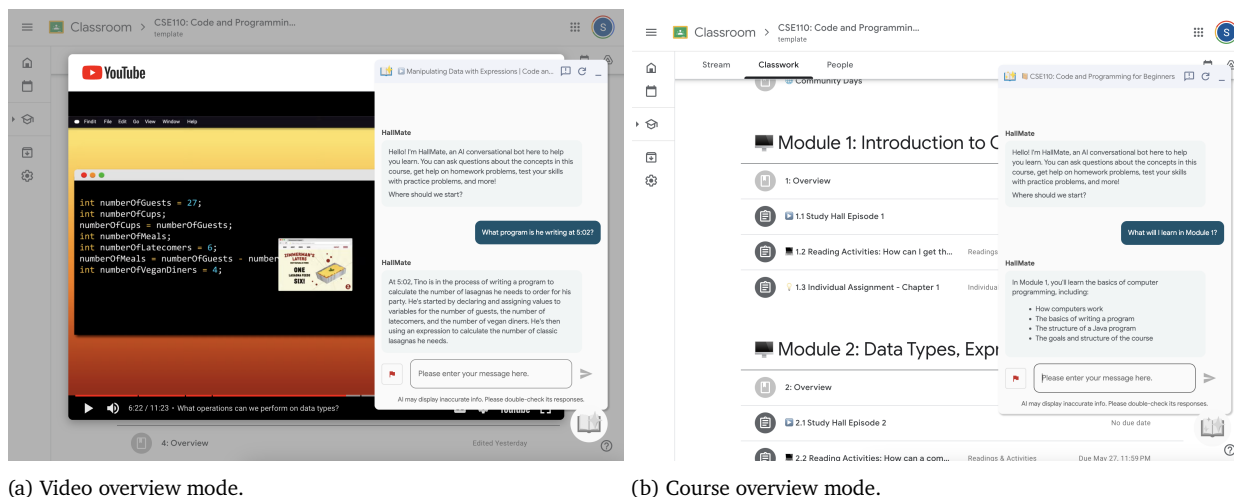 Classroom > CSE110: Code and Programmin...
template
YouTube
Manipulating Data with Expressions | Code an...
Findit File Edit Go View Window Help
int numberOfGuests = 27;
int numberOfCups;
numberOfCups = numberOfGuests;
int numberOfMeals;
int numberOfLatecomers = 6;
numberOfMeals = numberOfGuests - number
int numberOfVeganDiners = 4;
ZIMMERMAN'S
LAYERS
ONE
LASAGNA FEEDS
SIX!
HallMate
Hello! I'm HallMate, an AI conversational bot here to help
you learn. You can ask questions about the concepts in this
course, get help on homework problems, test your skills
with practice problems, and more!
Where should we start?
What program is he writing at 5:02?
HallMate
At 5:02, Tino is in the process of writing a program to
calculate the number of lasagnas he needs to order for his
party. He's started by declaring and assigning values to
variables for the number of guests, the number of
latecomers, and the number of vegan diners. He's then
using an expression to calculate the number of classic
lasagnas he needs.
Please enter your message here.
AI may display inaccurate info. Please double-check its responses.
6:22 / 11:23 • What operations can we perform on data types?
YouTube
4: Overview
Edited Yesterday
S
(a) Video overview mode.
Classroom > CSE110: Code and Programmin...
template
S
Stream Classwork People
Community Days
CSE110: Code and Programming for Beginners
Module 1: Introduction to C
1: Overview
1.1 Study Hall Episode 1
1.2 Reading Activities: How can I get th... Readings
1.3 Individual Assignment - Chapter 1 Individua
Module 2: Data Types, Expr
2: Overview
2.1 Study Hall Episode 2 No due date
2.2 Reading Activities: How can a com... Readings & Activities Due May 27, 11:59 PM
HallMate
Hello! I'm HallMate, an AI conversational bot here to help
you learn. You can ask questions about the concepts in this
course, get help on homework problems, test your skills
with practice problems, and more!
Where should we start?
What will I learn in Module 1?
HallMate
In Module 1, you'll learn the basics of computer
programming, including:
• How computers work
• The basics of writing a program
• The structure of a Java program
• The goals and structure of the course
Please enter your message here.
AI may display inaccurate info. Please double-check its responses.
(b) Course overview mode.